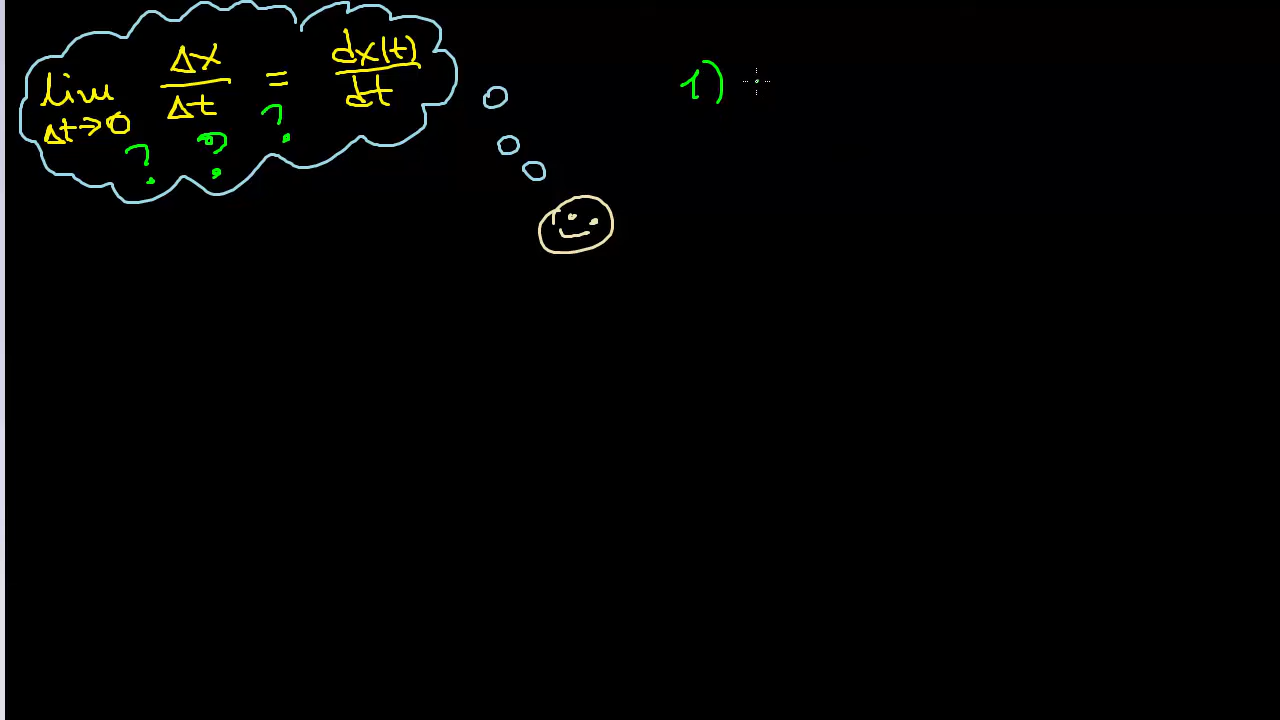 lim Δx/Δt = dx(t)/dt
Δt→0
? ? ?
1)